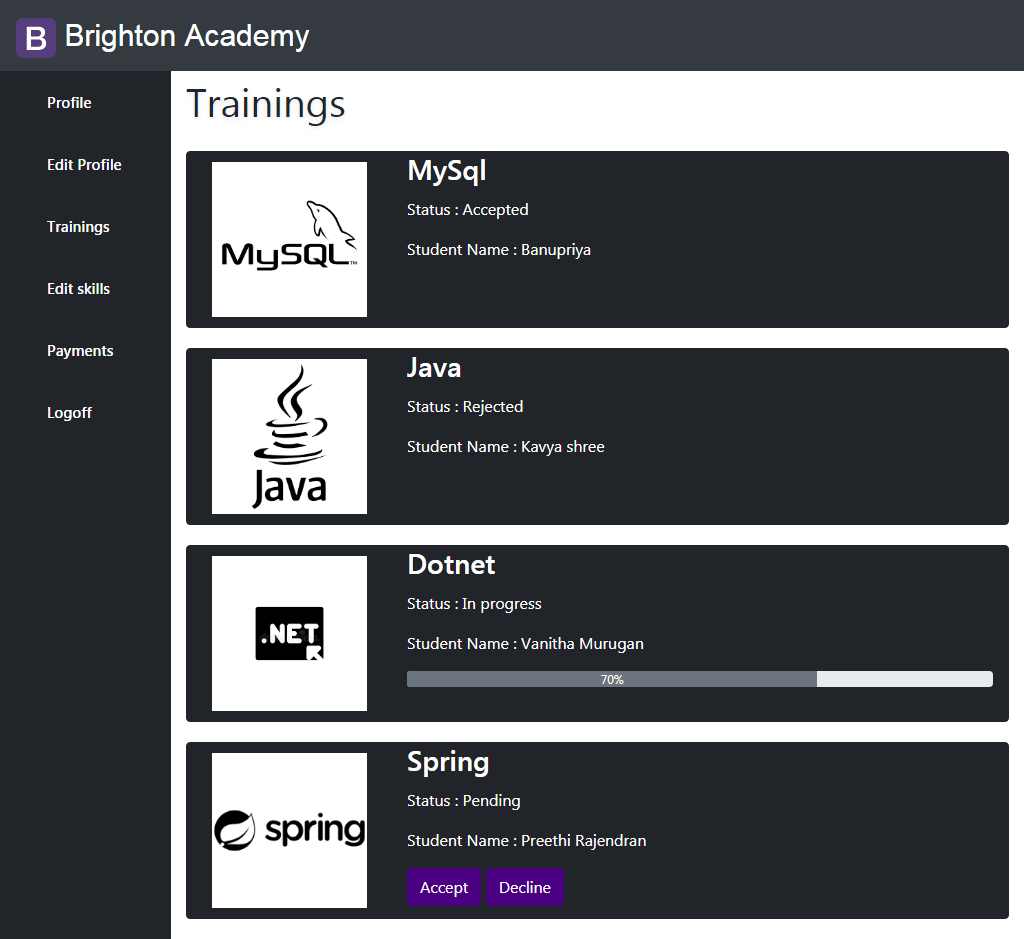 B Brighton Academy
Profile
Edit Profile
Trainings
Edit skills
Payments
Logoff
Trainings
MySQL™
MySql
Status : Accepted
Student Name : Banupriya
Java
Java
Status : Rejected
Student Name : Kavya shree
.NET
Dotnet
Status : In progress
Student Name : Vanitha Murugan
70%
spring
Spring
Status : Pending
Student Name : Preethi Rajendran
Accept Decline